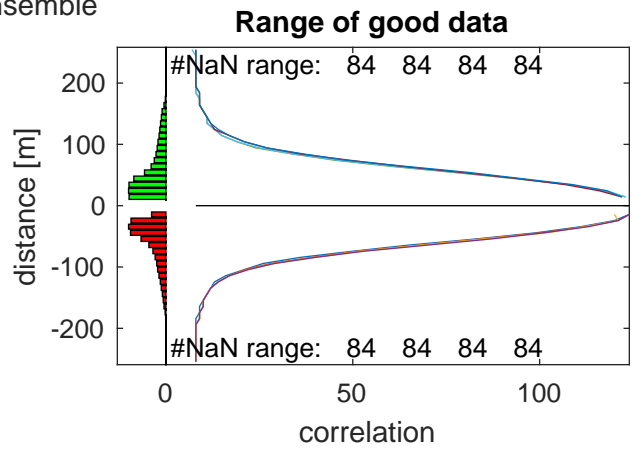 Range of good data
#NaN range: 84 84 84 84
200
100
0
-100
-200
distance [m]
#NaN range: 84 84 84 84
0 50 100
correlation